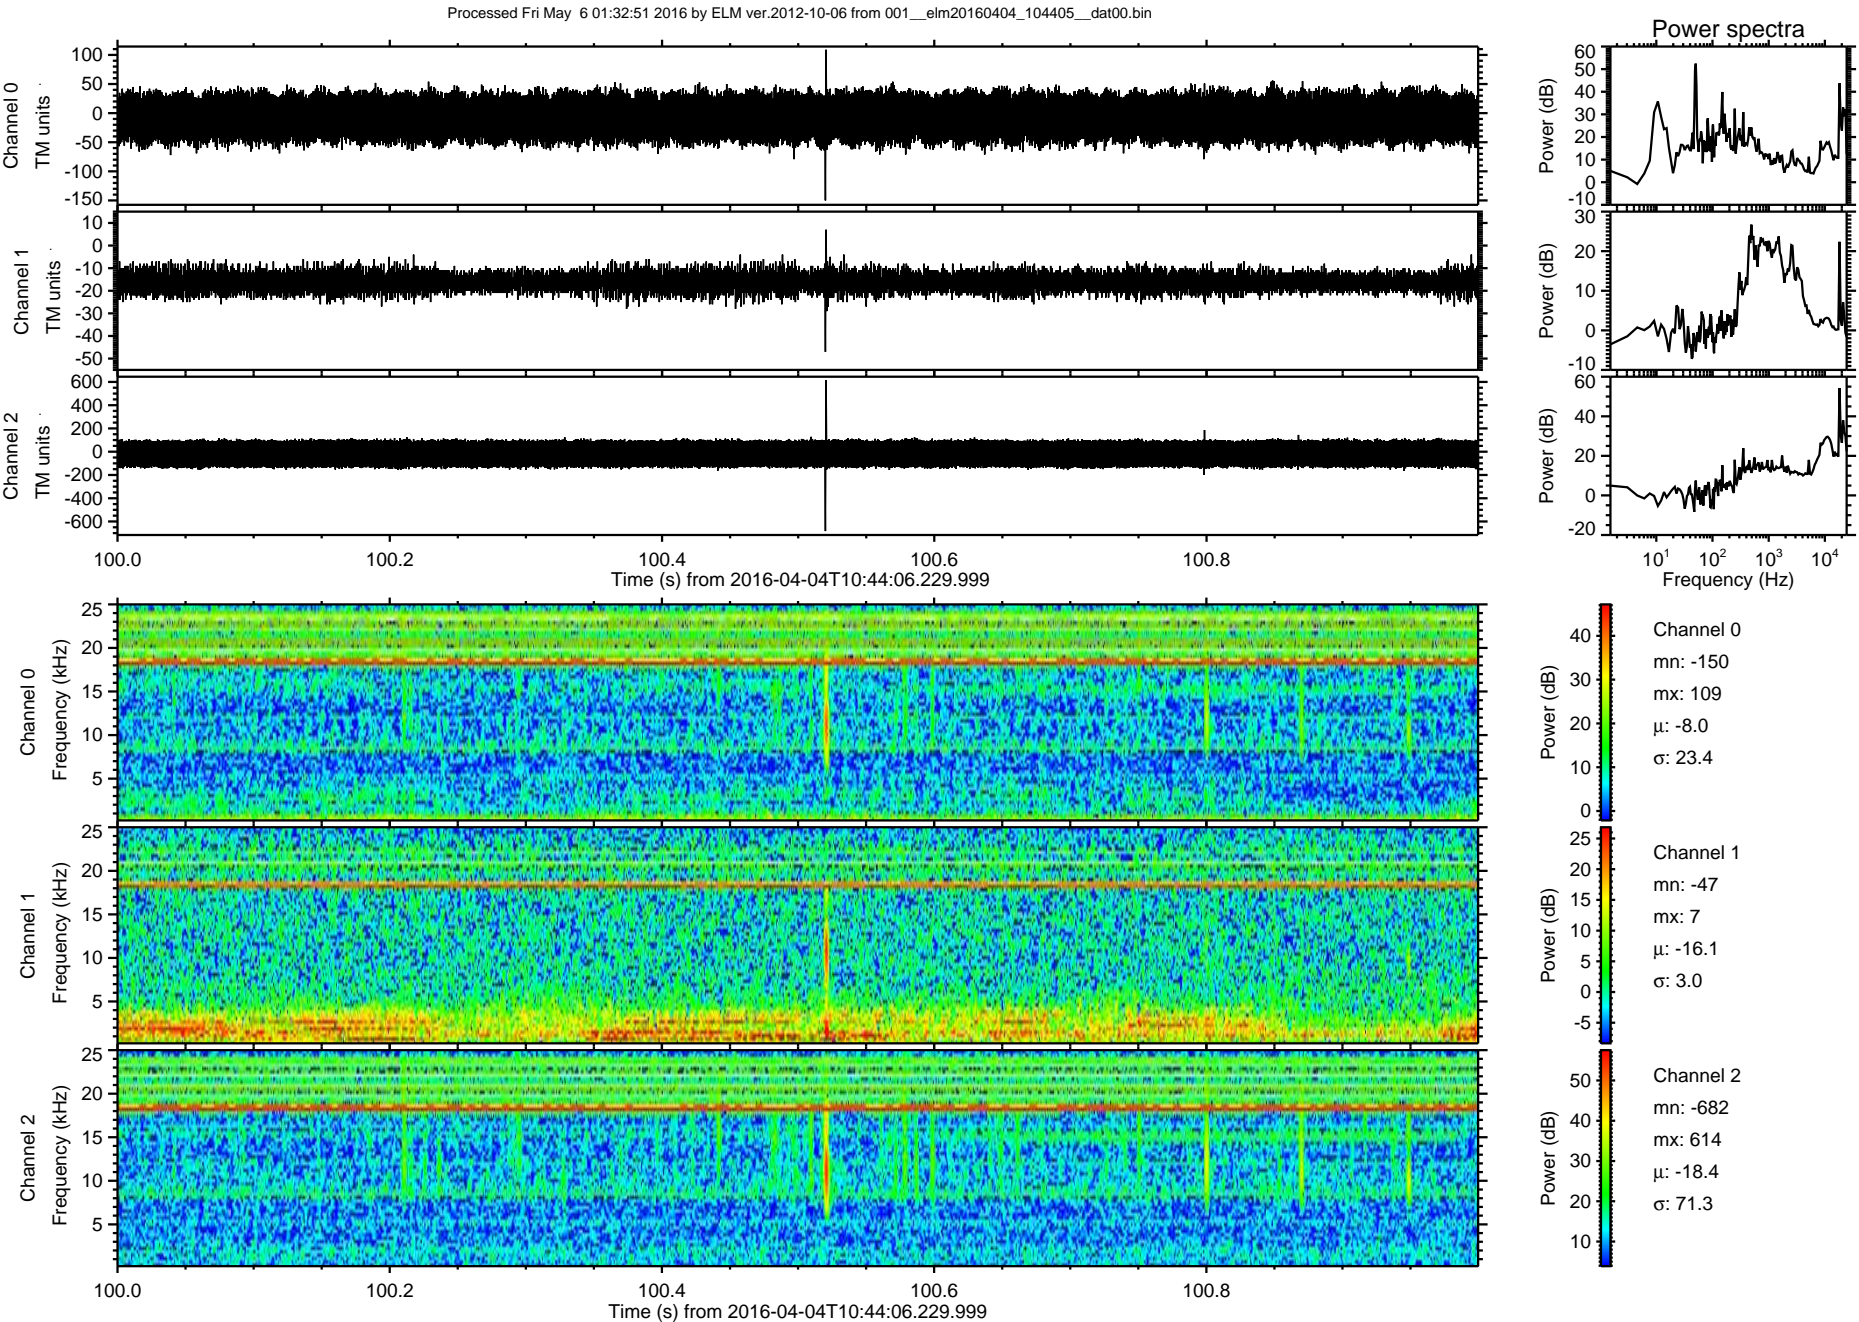 Processed Fri May 6 01:32:51 2016 by ELM ver.2012-10-06 from 001__elm20160404_104405__dat00.bin
Power spectra
Channel 0
TM units
100
50
0
-50
-100
-150
Power (dB)
60
50
40
30
20
10
0
-10
Channel 1
TM units
10
0
-10
-20
-30
-40
-50
Power (dB)
30
20
10
0
-10
Channel 2
TM units
600
400
200
0
-200
-400
-600
Power (dB)
60
40
20
0
-20
100.0 100.2 100.4 100.6 100.8
Time (s) from 2016-04-04T10:44:06.229.999
10^1 10^2 10^3 10^4
Frequency (Hz)
Channel 0
Frequency (kHz)
25
20
15
10
5
Power (dB)
40
30
20
10
0
Channel 0
mn: -150
mx: 109
μ: -8.0
σ: 23.4
Channel 1
Frequency (kHz)
25
20
15
10
5
Power (dB)
25
20
15
10
5
0
-5
Channel 1
mn: -47
mx: 7
μ: -16.1
σ: 3.0
Channel 2
Frequency (kHz)
25
20
15
10
5
Power (dB)
50
40
30
20
10
Channel 2
mn: -682
mx: 614
μ: -18.4
σ: 71.3
100.0 100.2 100.4 100.6 100.8
Time (s) from 2016-04-04T10:44:06.229.999